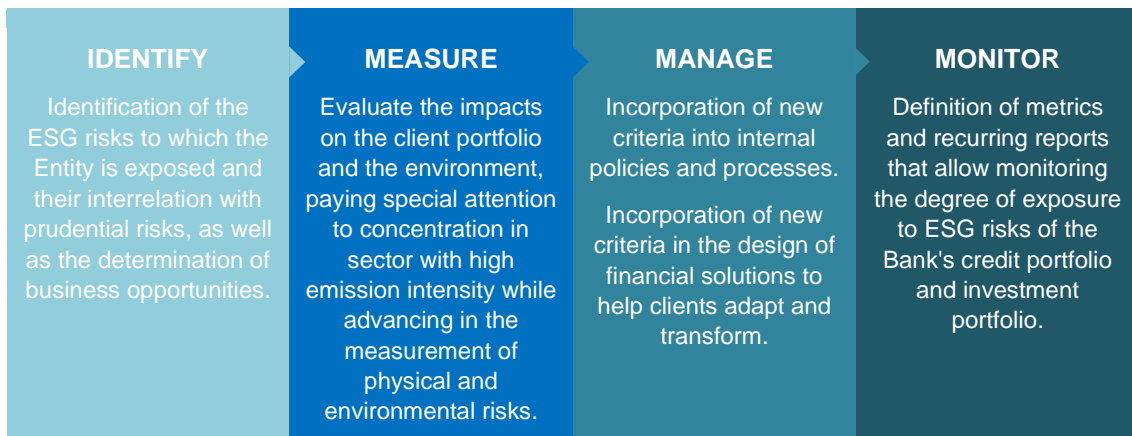 IDENTIFY
Identification of the
ESG risks to which the
Entity is exposed and
their interrelation with
prudential risks, as well
as the determination of
business opportunities.
MEASURE
Evaluate the impacts
on the client portfolio
and the environment,
paying special attention
to concentration in
sector with high
emission intensity while
advancing in the
measurement of
physical and
environmental risks.
MANAGE
Incorporation of new
criteria into internal
policies and processes.
Incorporation of new
criteria in the design of
financial solutions to
help clients adapt and
transform.
MONITOR
Definition of metrics
and recurring reports
that allow monitoring
the degree of exposure
to ESG risks of the
Bank's credit portfolio
and investment
portfolio.